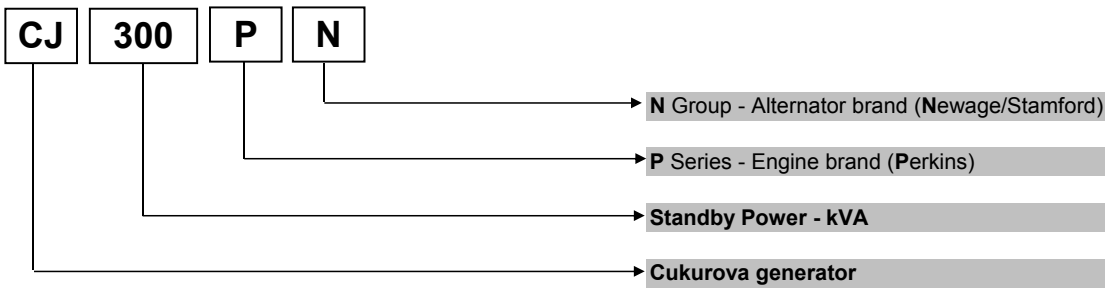 CJ 300 P N
N Group - Alternator brand (Newage/Stamford)
P Series - Engine brand (Perkins)
Standby Power - kVA
Cukurova generator